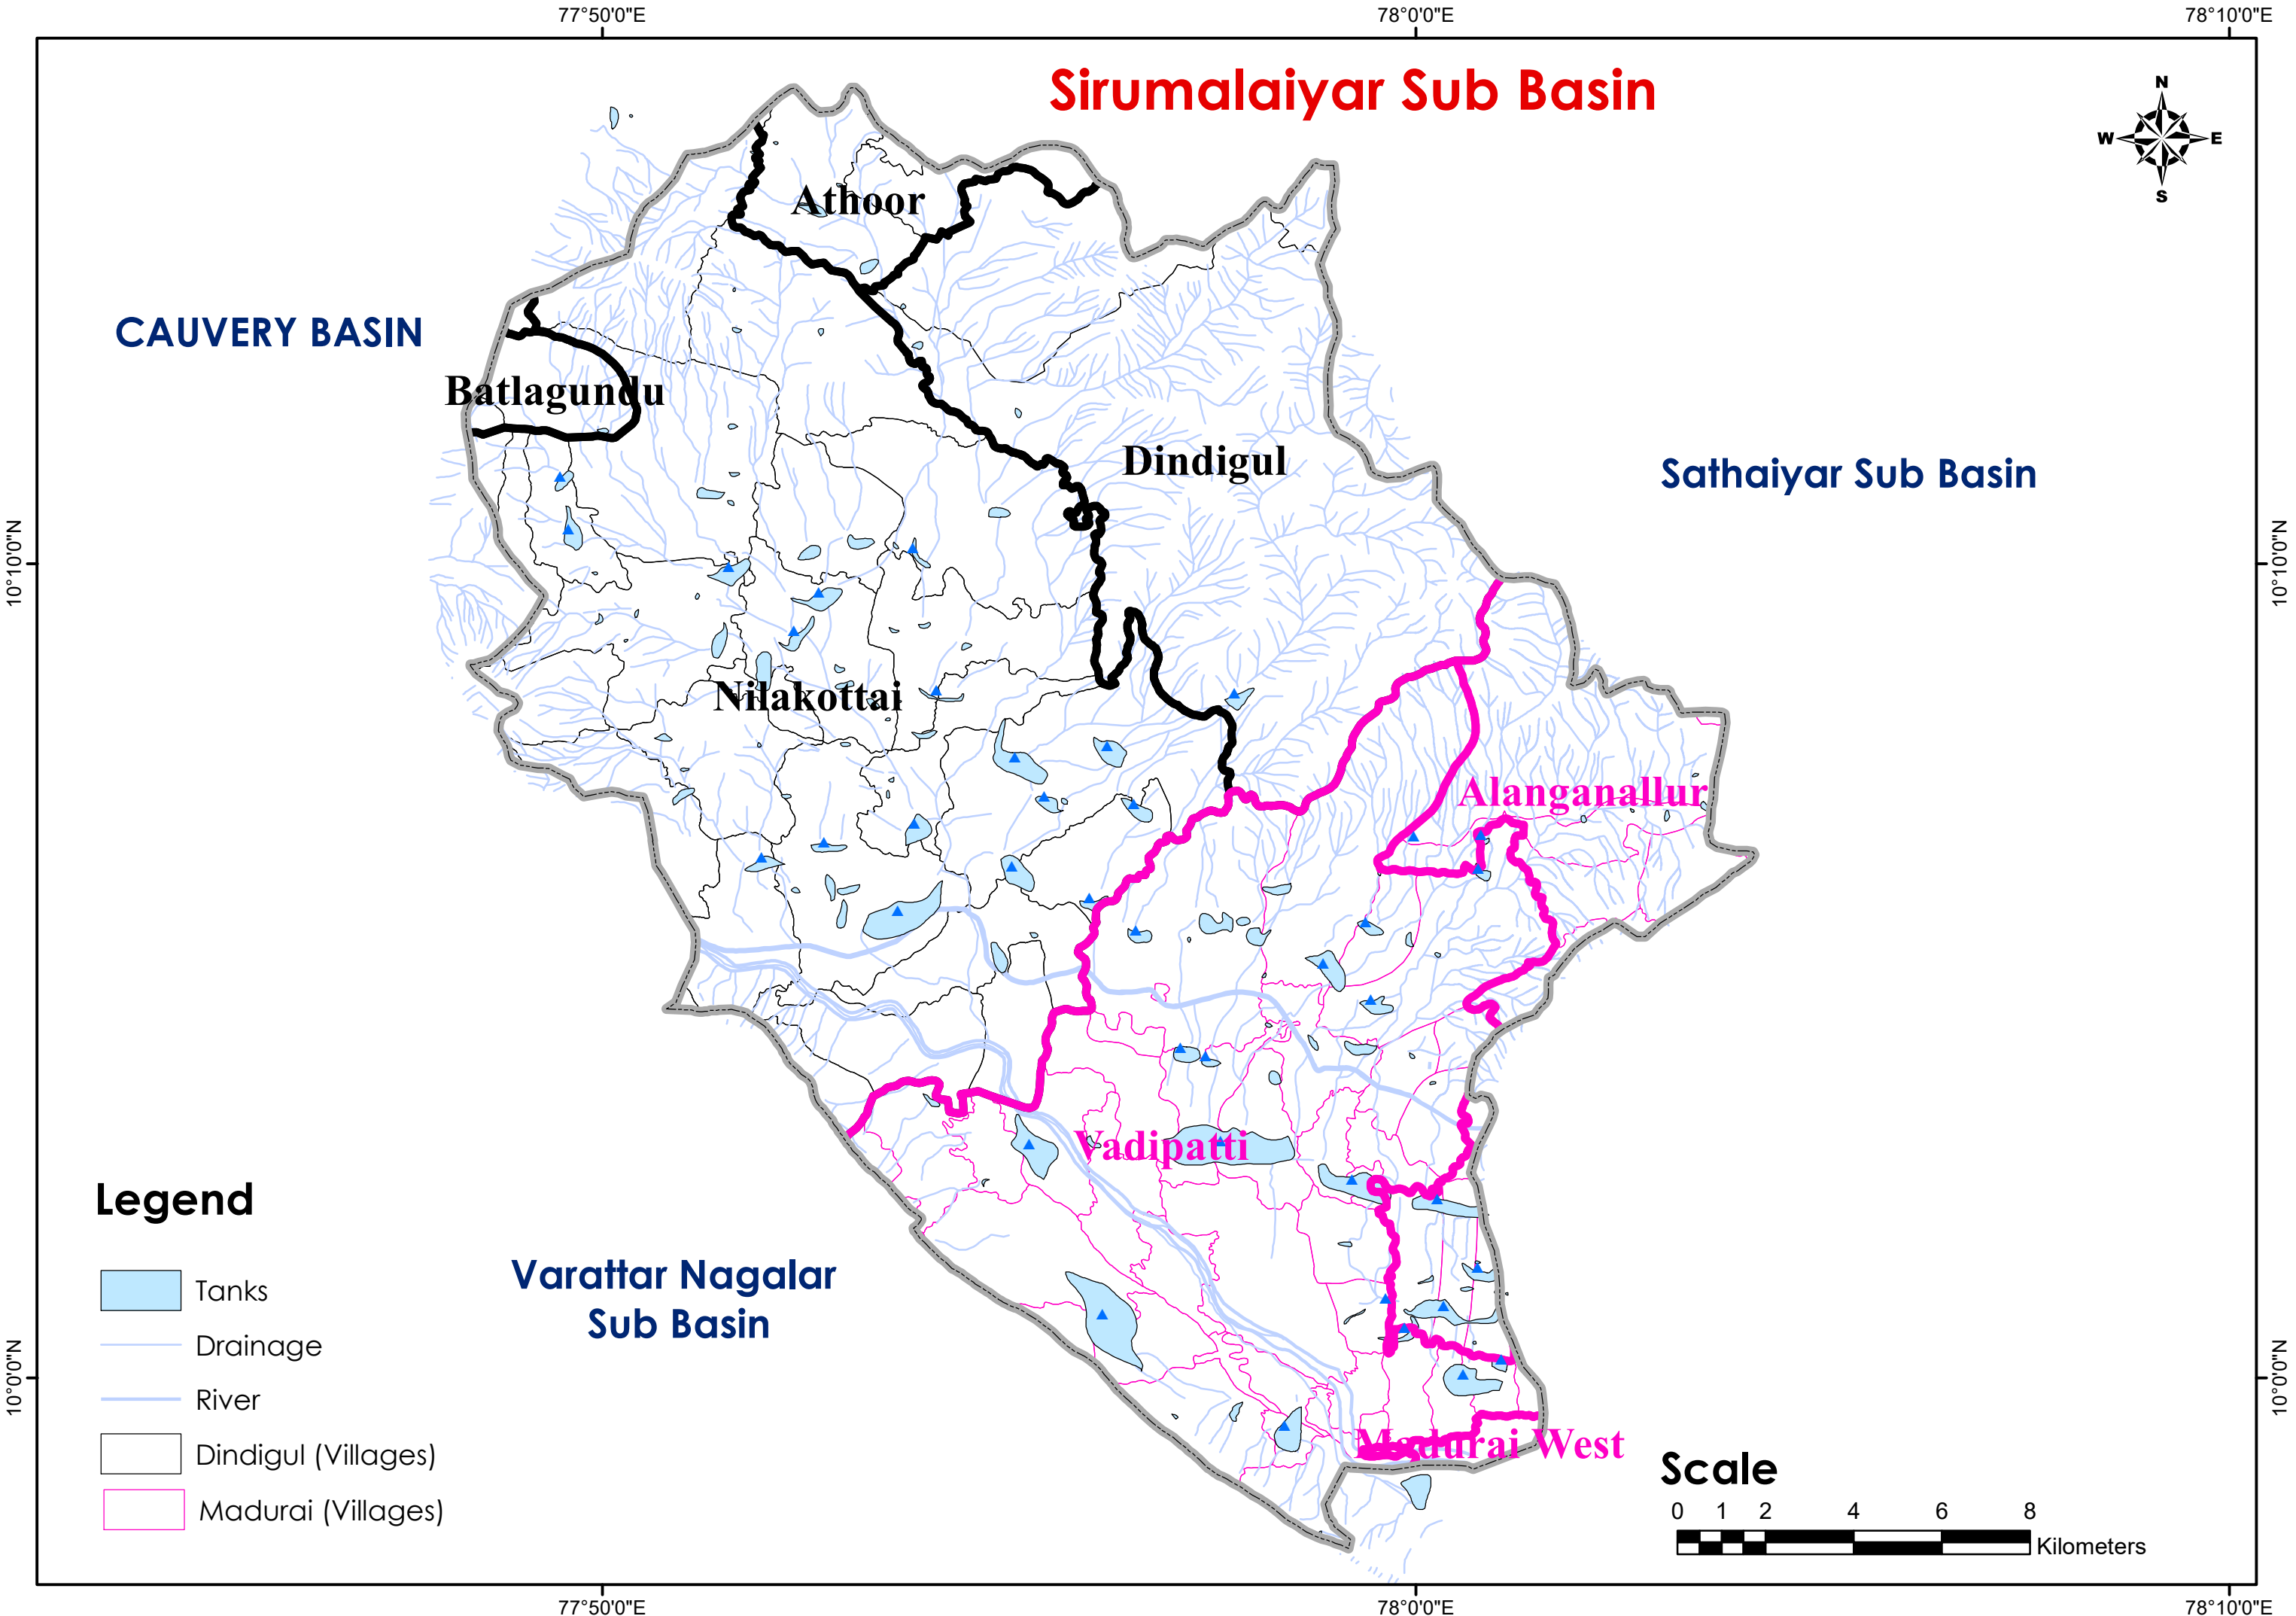 77°50'0"E
78°0'0"E
78°10'0"E
Sirumalaiyar Sub Basin
N
W
E
S
Athoor
CAUVERY BASIN
Batlagundu
Dindigul
Sathaiyar Sub Basin
10°10'0"N
10°10'0"N
Nilakottai
Alanganallur
Vadipatti
Legend
Varattar Nagalar
Sub Basin
Tanks
Drainage
River
Dindigul (Villages)
Madurai (Villages)
10°0'0"N
10°0'0"N
Madurai West
Scale
0 1 2 4 6 8
Kilometers
77°50'0"E
78°0'0"E
78°10'0"E